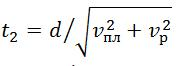 t₂ = d/√(v²пл + v²р)